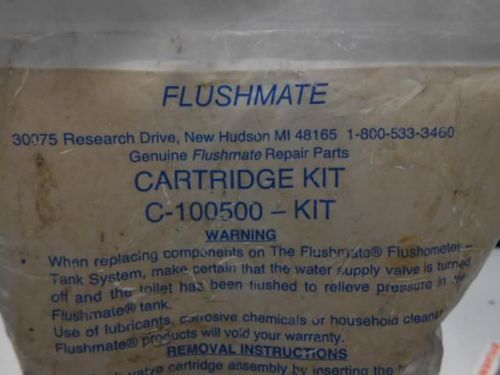 FLUSHMATE
30075 Research Drive, New Hudson MI 48165 1-800-533-3460
Genuine Flushmate Repair Parts
CARTRIDGE KIT
C-100500 – KIT
WARNING
• When replacing components on The Flushmate® Flushometer –
Tank System, make certain that the water supply valve is turned
off and the toilet has been flushed to relieve pressure in the
Flushmate® tank.
• Use of lubricants, corrosive chemicals or household cleaner
Flushmate® products will void your warranty.
REMOVAL INSTRUCTIONS
valve cartridge assembly by inserting the